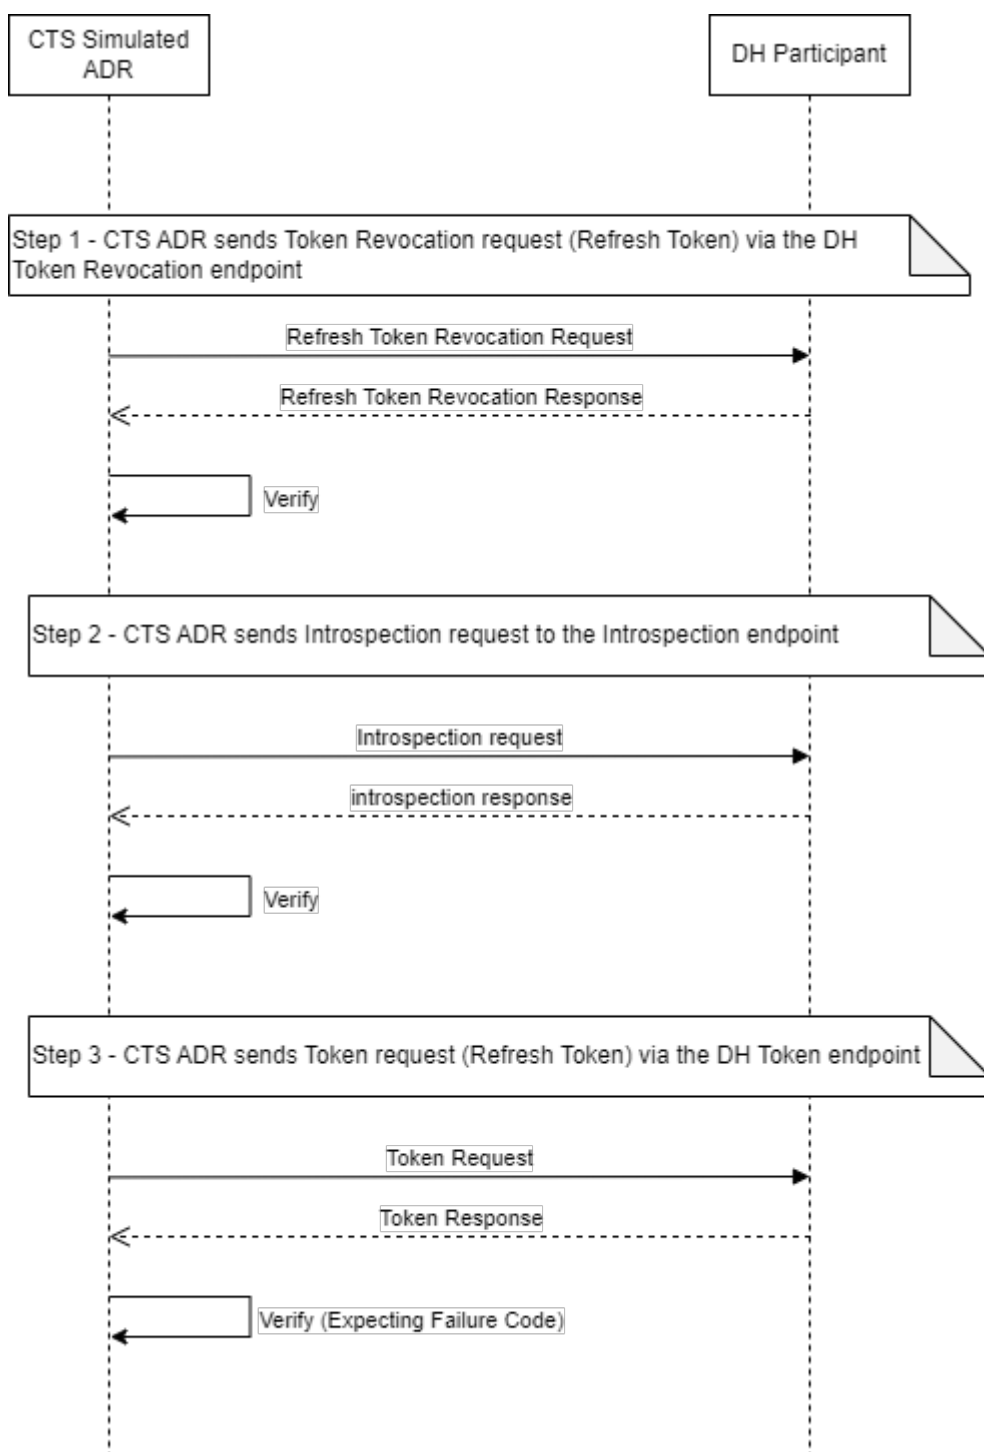 CTS Simulated
ADR
DH Participant
Step 1 - CTS ADR sends Token Revocation request (Refresh Token) via the DH
Token Revocation endpoint
Refresh Token Revocation Request
Refresh Token Revocation Response
Verify
Step 2 - CTS ADR sends Introspection request to the Introspection endpoint
Introspection request
introspection response
Verify
Step 3 - CTS ADR sends Token request (Refresh Token) via the DH Token endpoint
Token Request
Token Response
Verify (Expecting Failure Code)